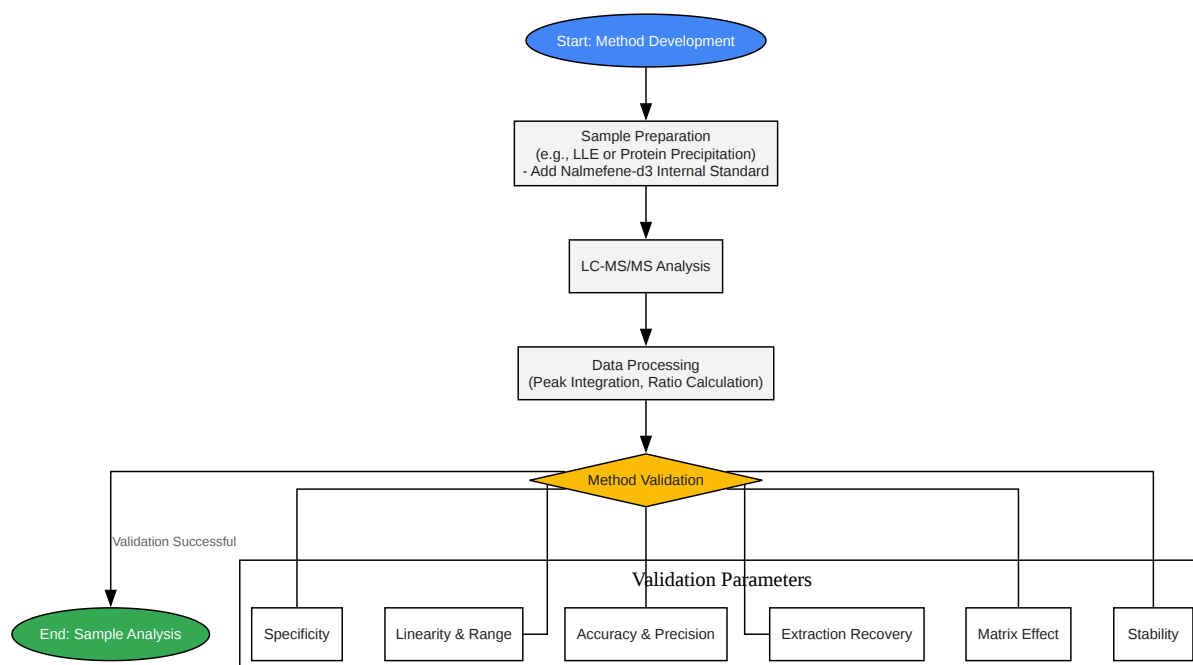 Start: Method Development
Sample Preparation
(e.g., LLE or Protein Precipitation)
- Add Nalmefene-d3 Internal Standard
LC-MS/MS Analysis
Data Processing
(Peak Integration, Ratio Calculation)
Method Validation
Validation Successful
Validation Parameters
End: Sample Analysis
Specificity
Linearity & Range
Accuracy & Precision
Extraction Recovery
Matrix Effect
Stability